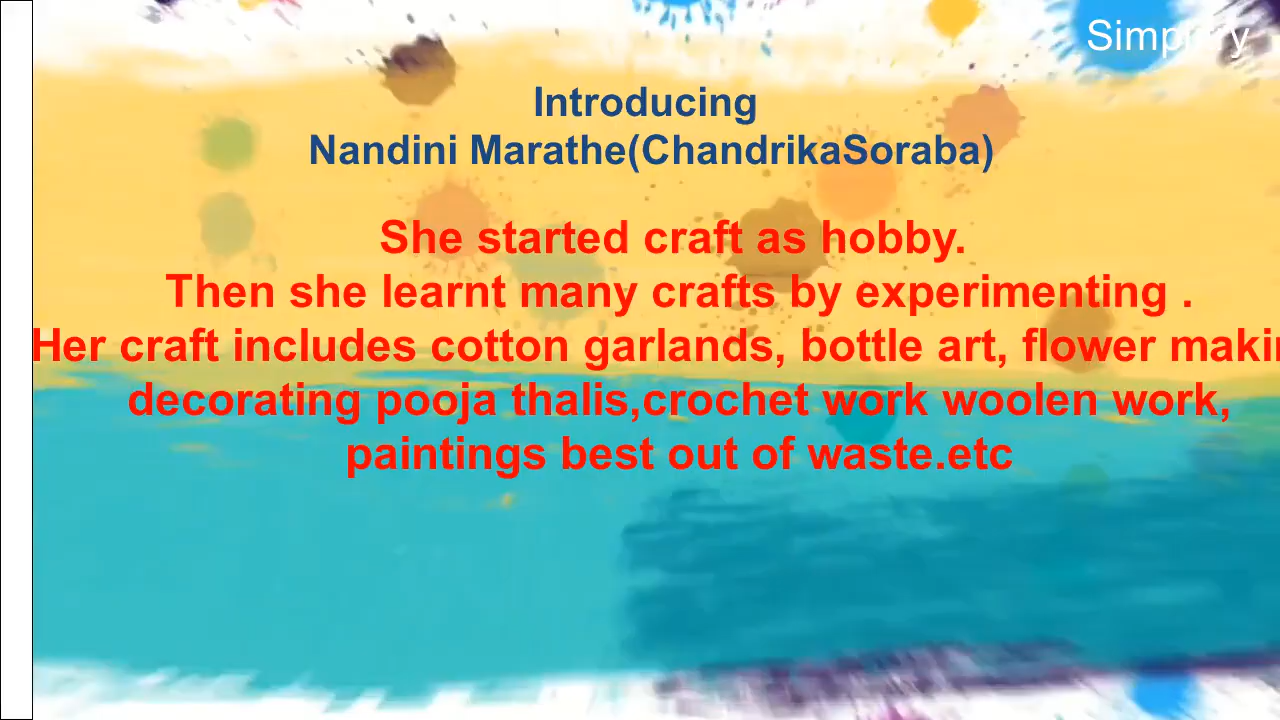 Introducing
Nandini Marathe(ChandrikaSoraba)
She started craft as hobby.
Then she learnt many crafts by experimenting .
Her craft includes cotton garlands, bottle art, flower
decorating pooja thalis,crochet work woolen work,
paintings best out of waste.etc